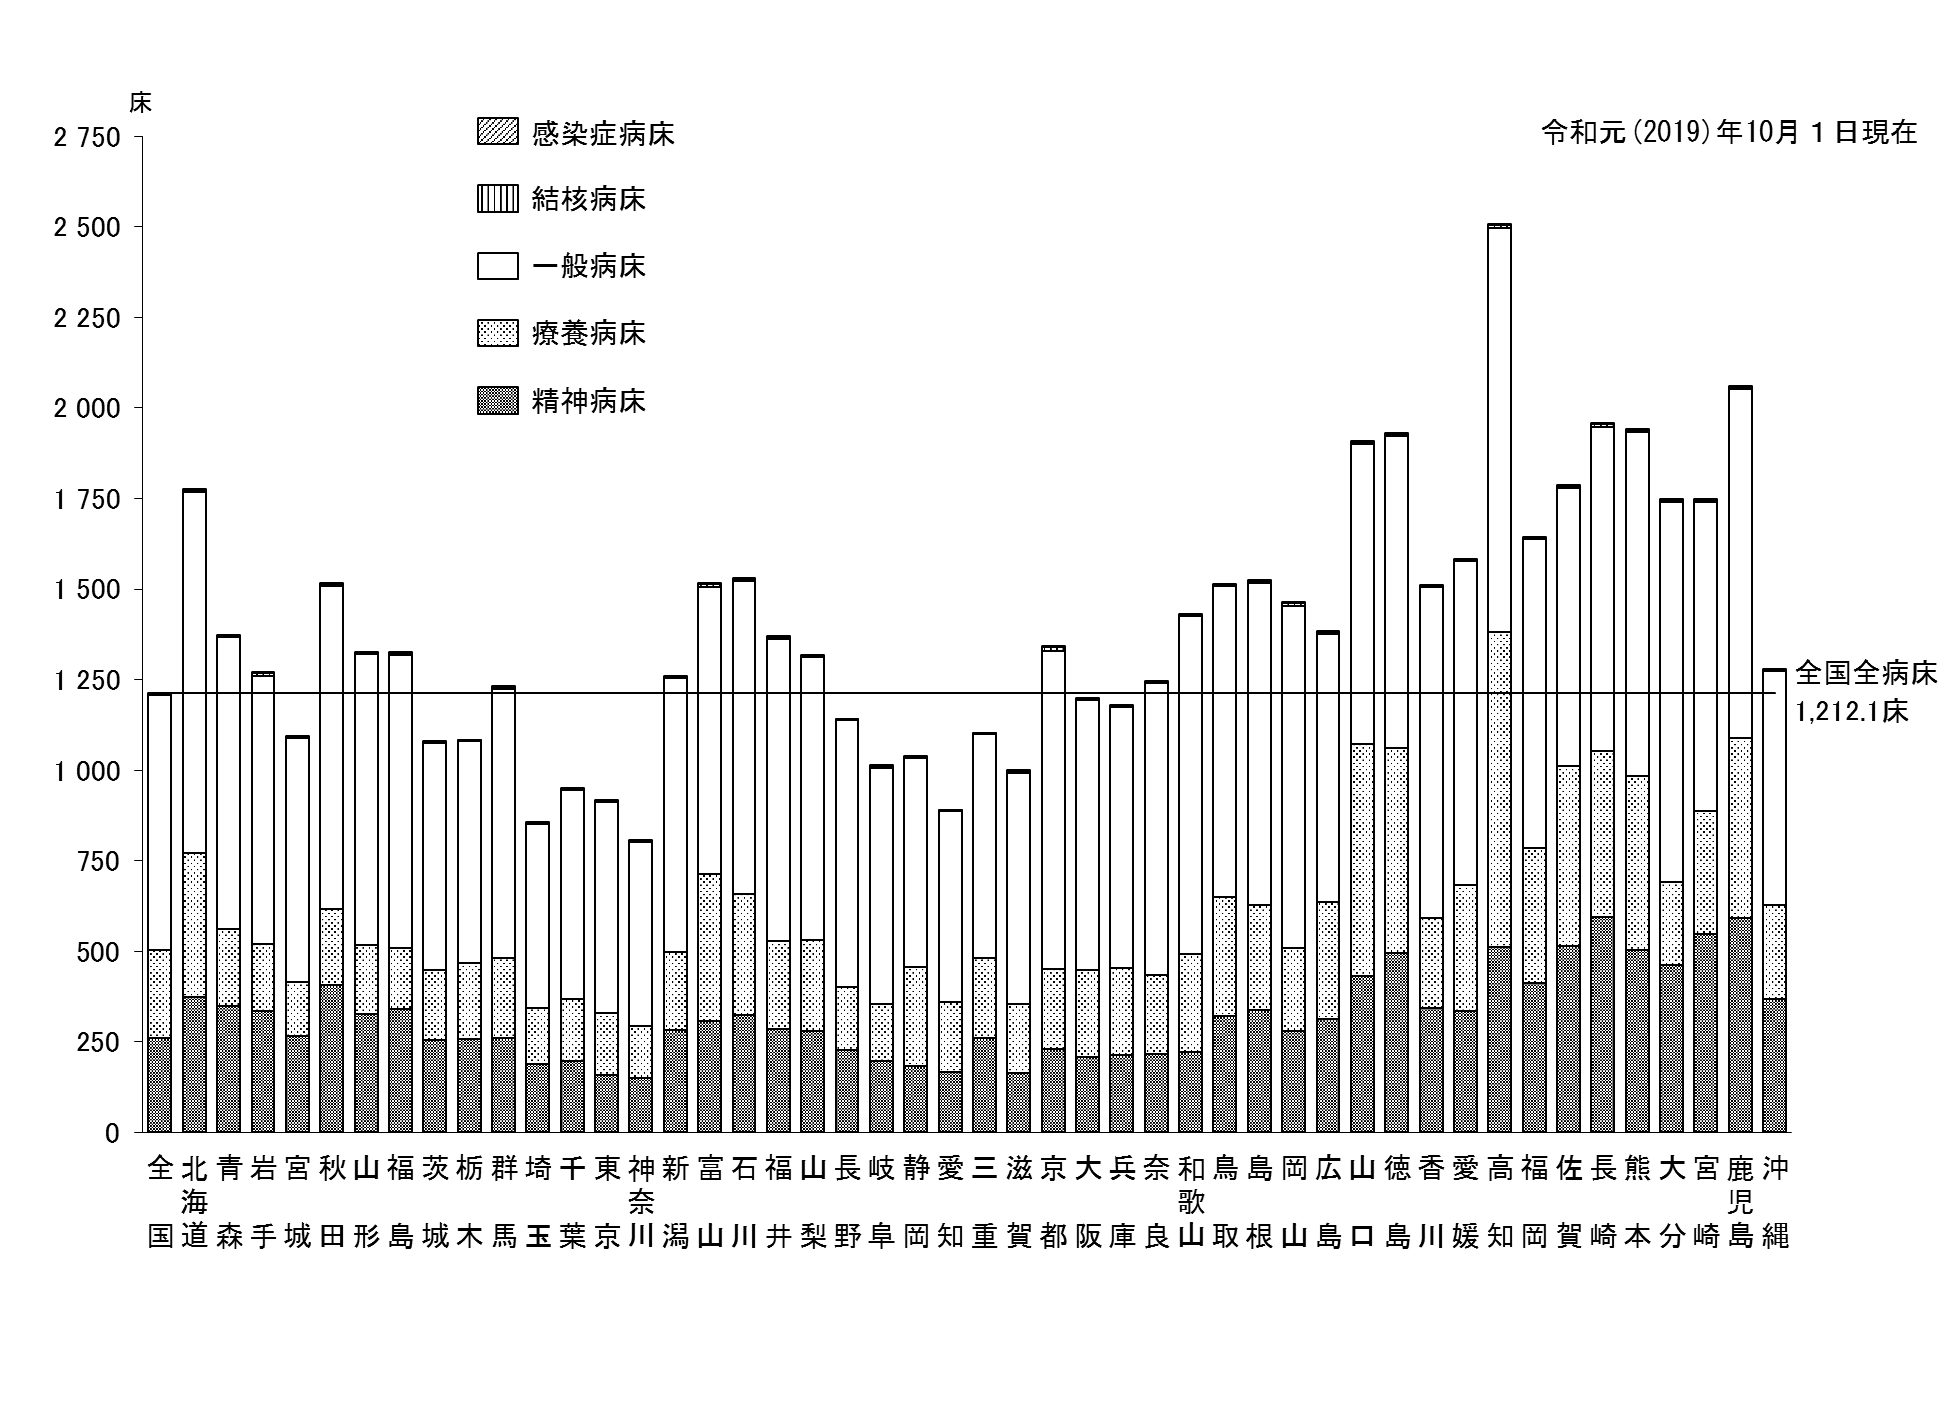 床
令和元(2019)年10月1日現在
2 750
2 500
2 250
2 000
1 750
1 500
1 250
1 000
750
500
250
0
感染症病床
結核病床
一般病床
療養病床
精神病床
全国全病床
1,212.1床
全国
北海道
青森
岩手
宮城
秋田
山形
福島
茨城
栃木
群馬
埼玉
千葉
東京
神奈川
新潟
富山
石川
福井
山梨
長野
岐阜
静岡
愛知
三重
滋賀
京都
大阪
兵庫
奈良
和歌山
鳥取
島根
岡山
広島
山口
徳島
香川
愛媛
高知
福岡
佐賀
長崎
熊本
大分
宮崎
鹿児島
沖縄